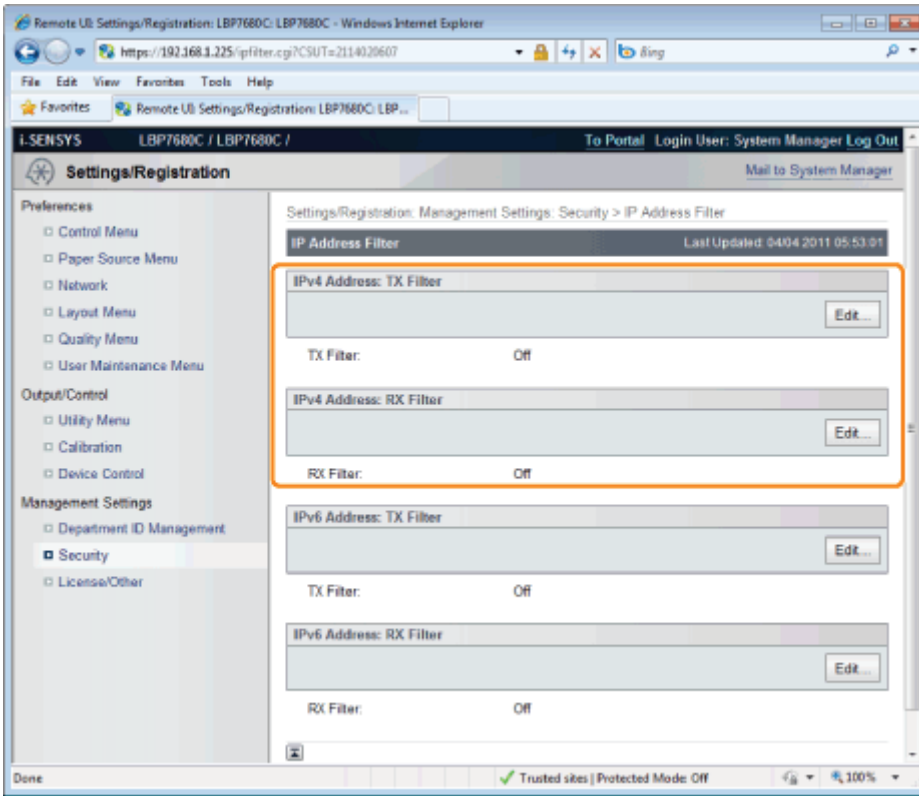 Remote UI: Settings/Registration: LBP7680C: LBP7680C - Windows Internet Explorer
https://192.168.1.225/ipfilter.cgi?CSUT=2114020607
Bing
File Edit View Favorites Tools Help
Favorites Remote UI: Settings/Registration: LBP7680C: LBP...
i-SENSYS LBP7680C / LBP7680C / To Portal Login User: System Manager Log Out
Settings/Registration Mail to System Manager
Preferences
Control Menu
Paper Source Menu
Network
Layout Menu
Quality Menu
User Maintenance Menu
Output/Control
Utility Menu
Calibration
Device Control
Management Settings
Department ID Management
Security
License/Other
Settings/Registration: Management Settings: Security > IP Address Filter
IP Address Filter Last Updated: 04/04 2011 05:53:01
IPv4 Address: TX Filter
Edit...
TX Filter: Off
IPv4 Address: RX Filter
Edit...
RX Filter: Off
IPv6 Address: TX Filter
Edit...
TX Filter: Off
IPv6 Address: RX Filter
Edit...
RX Filter: Off
Done Trusted sites | Protected Mode: Off 100%